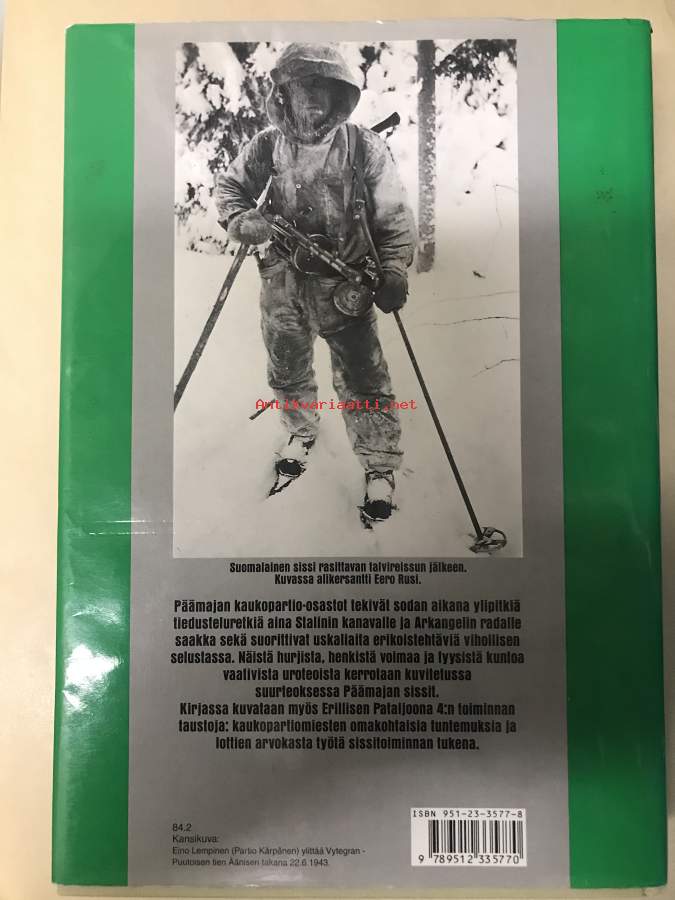 Antikvariaatti.net
Suomalainen sissi rasittavan talvireissun jälkeen.
Kuvassa alikersantti Eero Rusi.
Päämajan kaukopartio-osastot tekivät sodan aikana ylipitkiä
tiedusteluretkiä aina Stalinin kanavalle ja Arkangelin radalle
saakka sekä suorittivat uskaliaita erikoistehtäviä vihollisen
selustassa. Näistä hurjista, henkistä voimaa ja fyysistä kuntoa
vaativista uroteoista kerrotaan kuvitetussa
suurteoksessa Päämajan sissit.
Kirjassa kuvataan myös Erillisen Pataljoona 4:n toiminnan
taustoja: kaukopartiomiesten omakohtaisia tuntemuksia ja
lottien arvokasta työtä sissitoiminnan tukena.
84.2
Kansikuva:
Eino Lempinen (Partio Kärpänen) ylittää Vytegran -
Puutoisen tien Äänisen takana 22.6.1943.
ISBN 951-23-3577-8
9 789512 335770